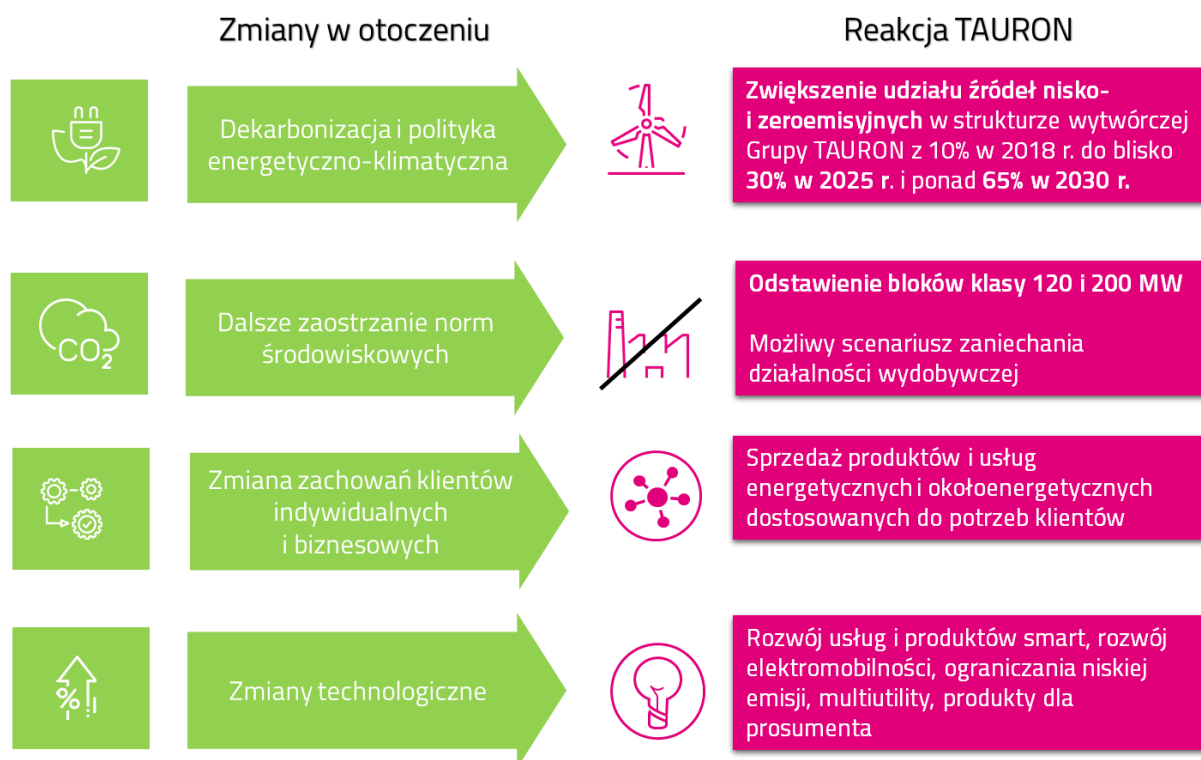 Zmiany w otoczeniu
Reakcja TAURON
Dekarbonizacja i polityka
energetyczno-klimatyczna
Zwiększenie udziału źródeł nisko-
i zeroemisyjnych w strukturze wytwórczej
Grupy TAURON z 10% w 2018 r. do blisko
30% w 2025 r. i ponad 65% w 2030 r.
CO2
Dalsze zaostrzanie norm
środowiskowych
Odstawienie bloków klasy 120 i 200 MW
Możliwy scenariusz zaniechania
działalności wydobywczej
Zmiana zachowań klientów
indywidualnych
i biznesowych
Sprzedaż produktów i usług
energetycznych i okołoenergetycznych
dostosowanych do potrzeb klientów
%
Zmiany technologiczne
Rozwój usług i produktów smart, rozwój
elektromobilności, ograniczania niskiej
emisji, multiutility, produkty dla
prosumenta